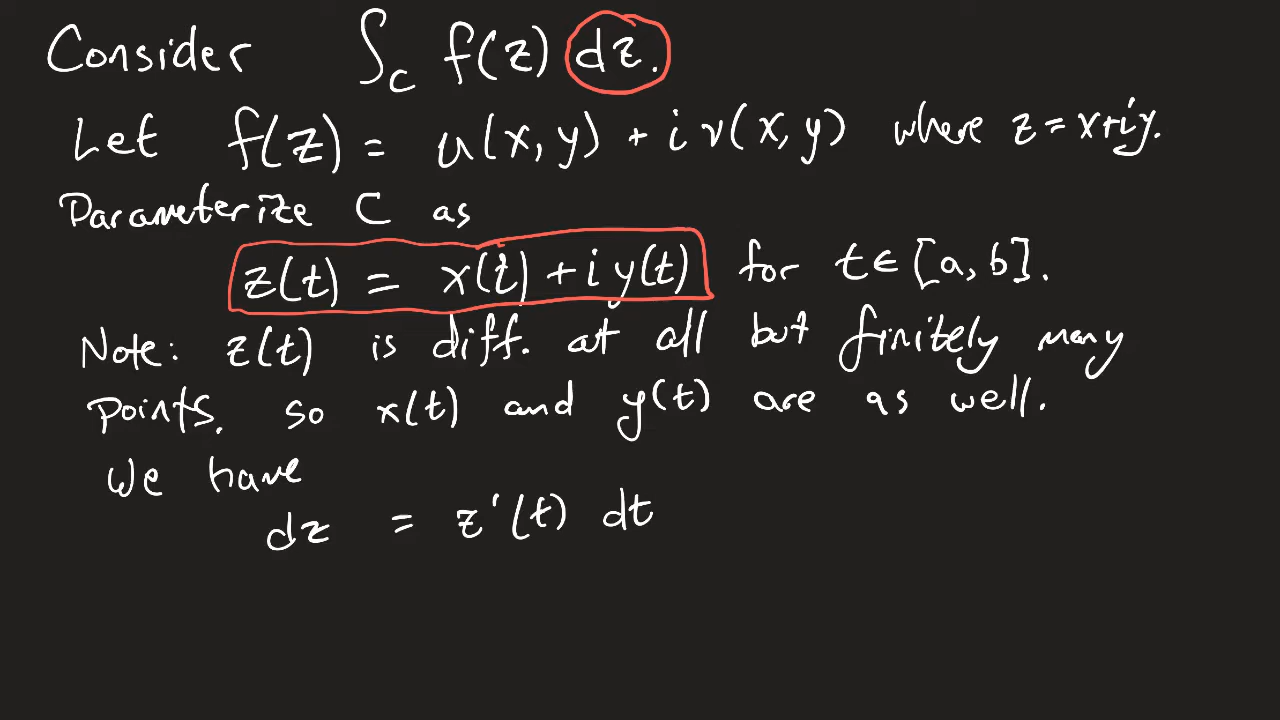 Consider ∫_C f(z) dz.
Let f(z) = u(x,y) + i v(x,y) where z = x+iy.
Parameterize C as
z(t) = x(t) + i y(t) for t ∈ [a, b].
Note: z(t) is diff. at all but finitely many
points, so x(t) and y(t) are as well.
We have
dz = z'(t) dt